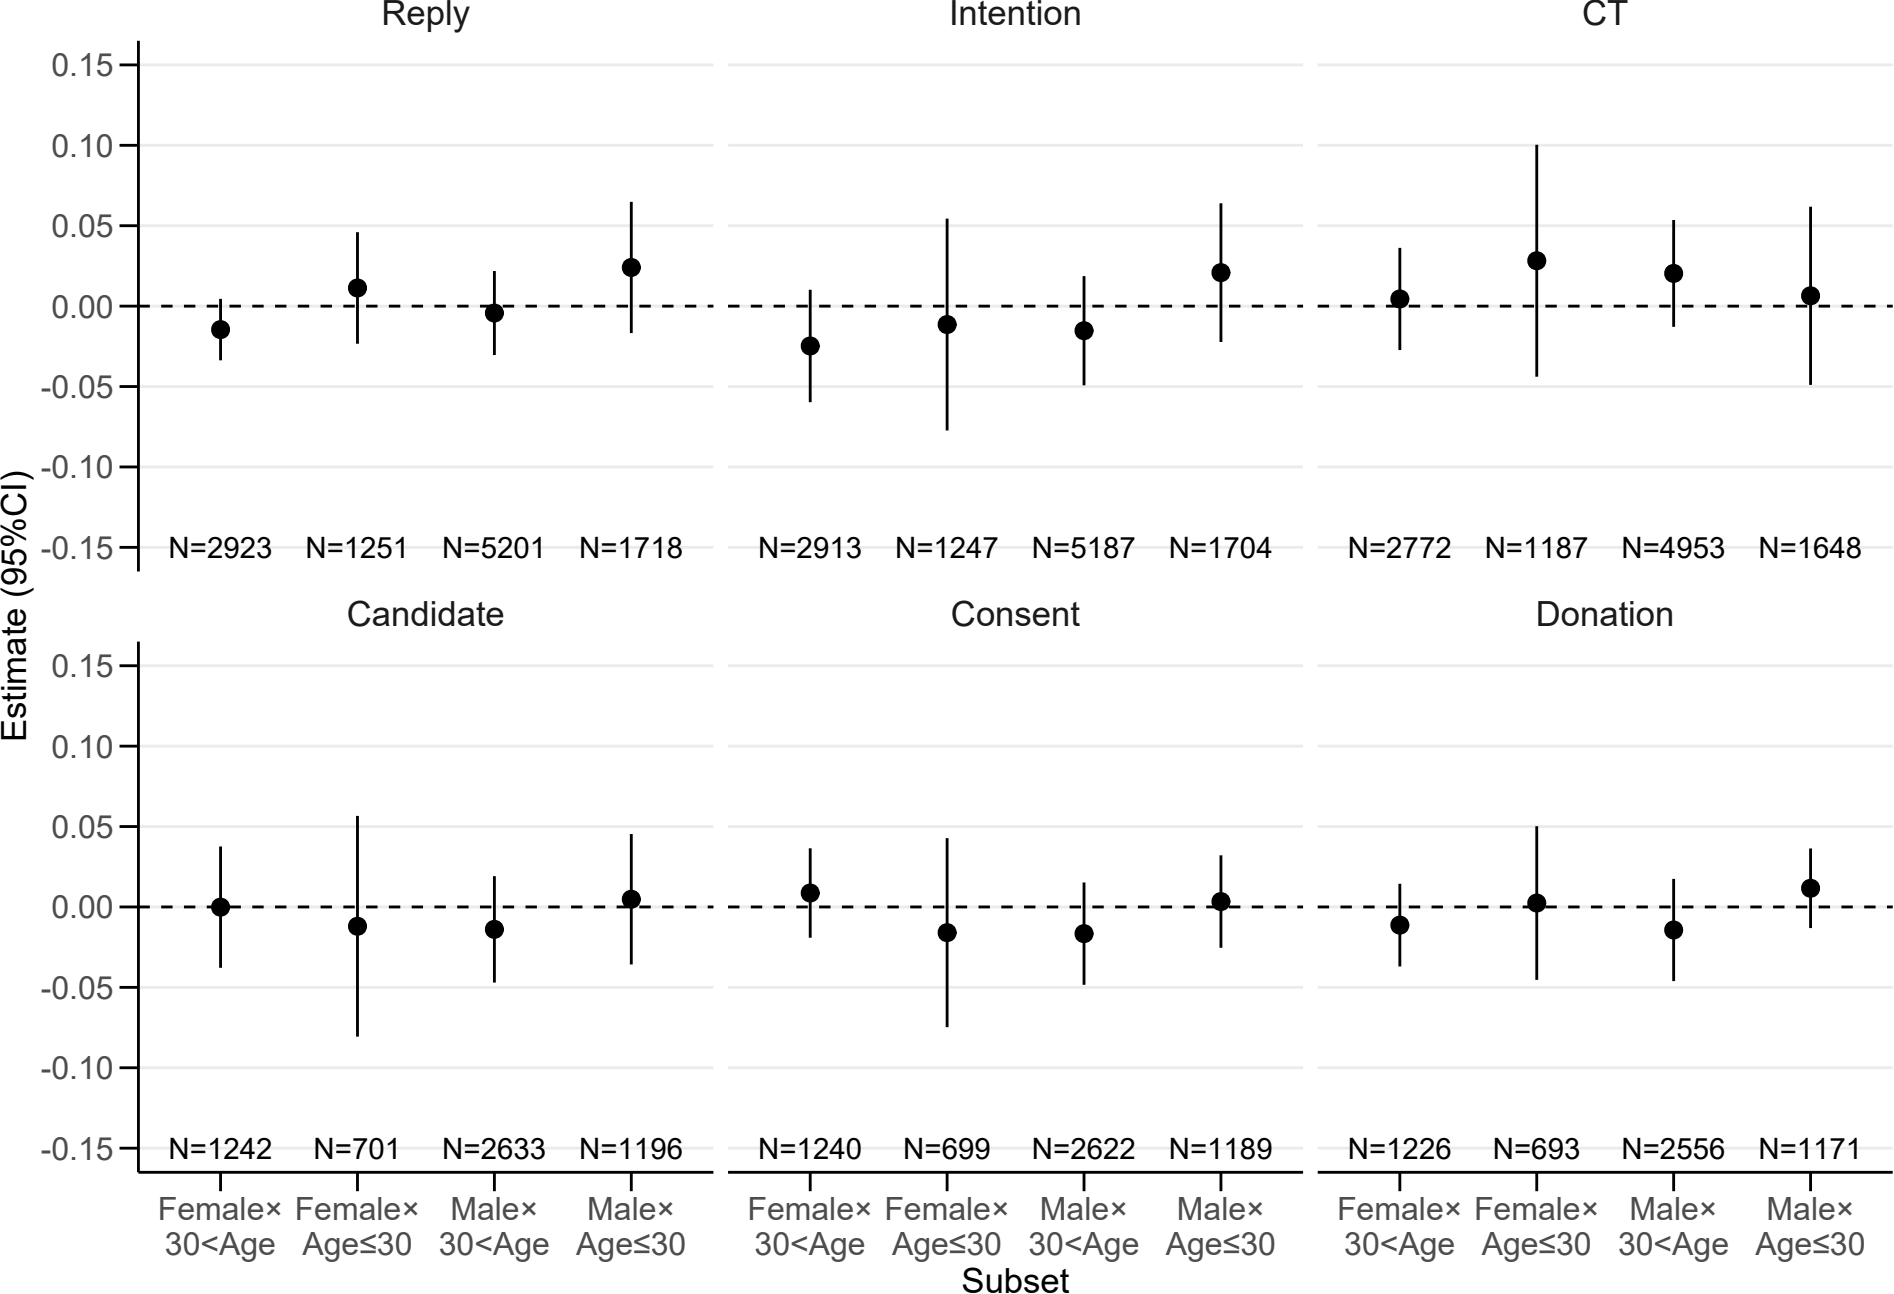 Reply Intention CT
0.15
0.10
0.05
0.00
-0.05
-0.10
-0.15
N=2923 N=1251 N=5201 N=1718
N=2913 N=1247 N=5187 N=1704
N=2772 N=1187 N=4953 N=1648
Estimate (95%CI)
Candidate Consent Donation
0.15
0.10
0.05
0.00
-0.05
-0.10
-0.15
N=1242 N=701 N=2633 N=1196
N=1240 N=699 N=2622 N=1189
N=1226 N=693 N=2556 N=1171
Female× Female× Male× Male×
30<Age Age≤30 30<Age Age≤30
Female× Female× Male× Male×
30<Age Age≤30 30<Age Age≤30
Female× Female× Male× Male×
30<Age Age≤30 30<Age Age≤30
Subset